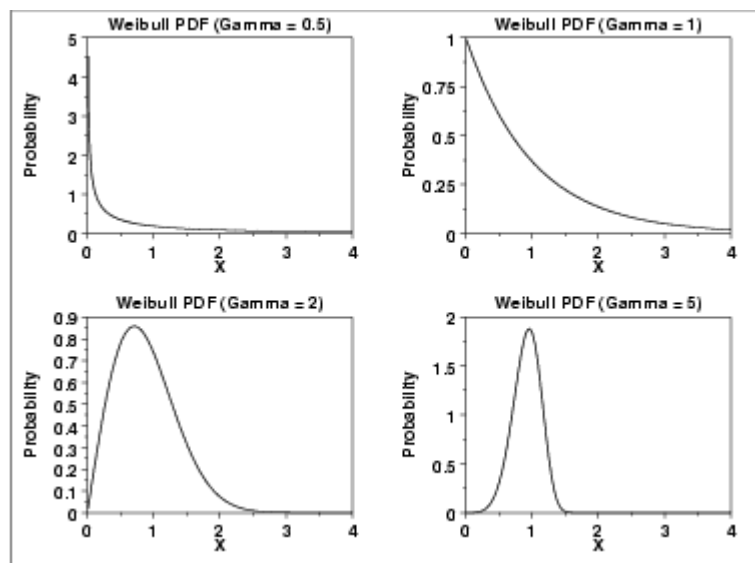 Weibull PDF (Gamma = 0.5)
5
4
3
2
1
0
Probability
0 1 2 3 4
X
Weibull PDF (Gamma = 1)
1
0.75
0.5
0.25
0
Probability
0 1 2 3 4
X
Weibull PDF (Gamma = 2)
0.9
0.8
0.7
0.6
0.5
0.4
0.3
0.2
0.1
0
Probability
0 1 2 3 4
X
Weibull PDF (Gamma = 5)
2
1.5
1
0.5
0
Probability
0 1 2 3 4
X